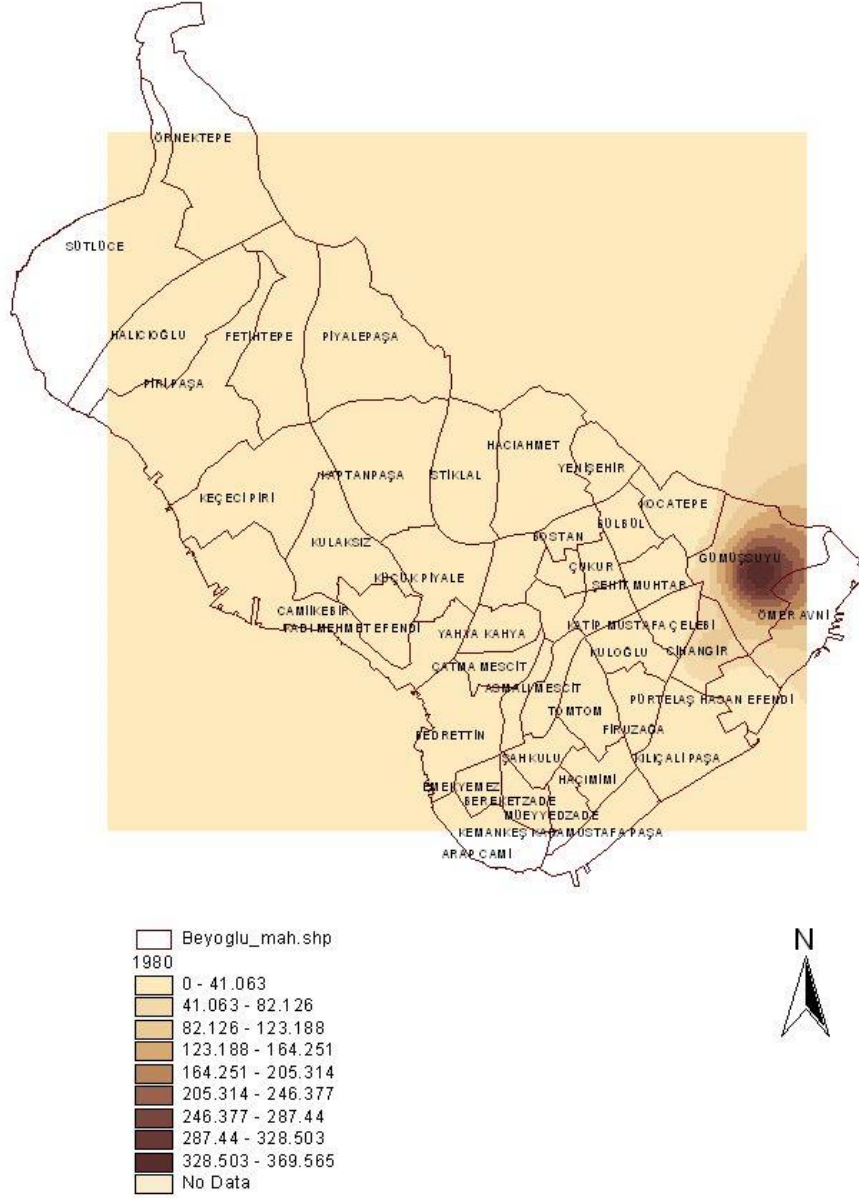 ÖRNEKTEPE
SÜTLÜCE
HALICIOĞLU
FETİHTEPE
PİYALEPAŞA
PİRİ PAŞA
HACIAHMET
YENİŞEHİR
KEÇECİ PİRİ
KAPTANPAŞA
İSTİKLAL
KOCATEPE
BÜLBÜL
KULAKSIZ
BOSTAN
GÜMÜŞSUYU
ÇUKUR
KÜÇÜK PİYALE
ŞEHİT MUHTAR
CAMİİKEBİR
ÖMER AVNİ
KADI MEHMET EFENDİ
YAHYA KAHYA
KATİP MUSTAFA ÇELEBİ
KULOĞLU
CİHANGİR
ÇATMA MESCİT
ASMALI MESCİT
PÜRTELAŞ HASAN EFENDİ
TOMTOM
BEDRETTİN
FİRUZAĞA
ŞAHKULU
KILIÇALİ PAŞA
HACIMİMİ
EMEKYEMEZ
BEREKETZADE
MÜEYYEDZADE
KEMANKEŞ KARAMUSTAFA PAŞA
ARAP CAMİ
Beyoglu_mah.shp
1980
0 - 41.063
41.063 - 82.126
82.126 - 123.188
123.188 - 164.251
164.251 - 205.314
205.314 - 246.377
246.377 - 287.44
287.44 - 328.503
328.503 - 369.565
No Data
N